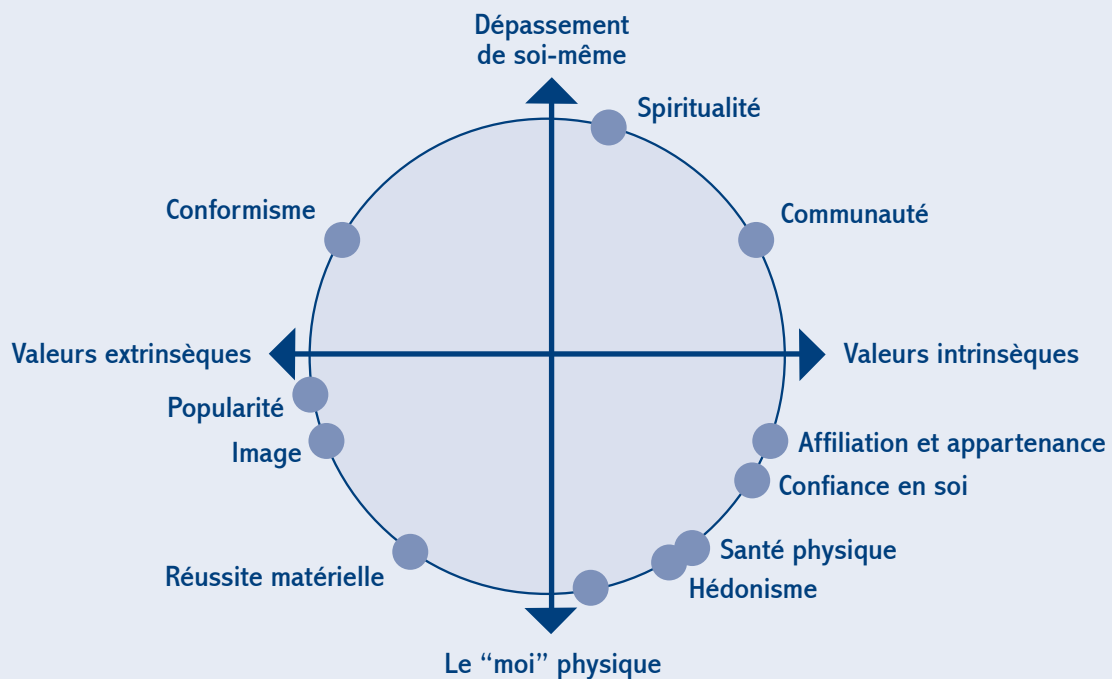 Dépassement
de soi-même
Spiritualité
Conformisme
Communauté
Valeurs extrinsèques
Valeurs intrinsèques
Popularité
Image
Affiliation et appartenance
Confiance en soi
Santé physique
Réussite matérielle
Hédonisme
Le “moi” physique